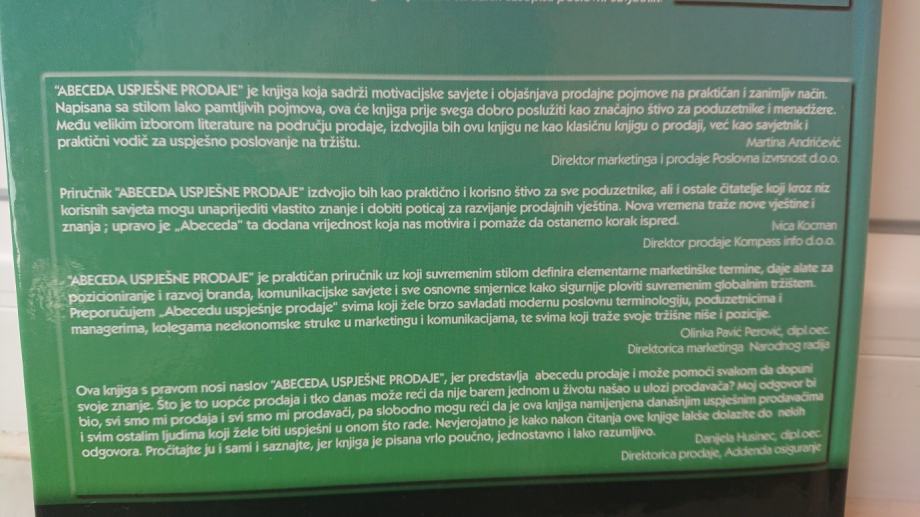 "ABECEDA USPJEŠNE PRODAJE" je knjiga koja sadrži motivacijske savjete i objašnjava prodajne pojmove na praktičan i zanimljiv način.
Napisana sa stilom lako pamtljivih pojmova, ova će knjiga prije svega dobro poslužiti kao značajno štivo za poduzetnike i menadžere.
Među velikim izborom literature na području prodaje, izdvojila bih ovu knjigu ne kao klasičnu knjigu o prodaji, već kao savjetnik i
praktični vodič za uspješno poslovanje na tržištu.
Martina Andričević
Direktor marketinga i prodaje Poslovna izvrsnost d.o.o.
Priručnik "ABECEDA USPJEŠNE PRODAJE" izdvojio bih kao praktično i korisno štivo za sve poduzetnike, ali i ostale čitatelje koji kroz niz
korisnih savjeta mogu unaprijediti vlastito znanje i dobiti poticaj za razvijanje prodajnih vještina. Nova vremena traže nove vještine i
znanja ; upravo je „Abeceda" ta dodana vrijednost koja nas motivira i pomaže da ostanemo korak ispred.
Ivica Kocman
Direktor prodaje Kompass info d.o.o.
"ABECEDA USPJEŠNE PRODAJE" je praktičan priručnik uz koji suvremenim stilom definira elementarne marketinške termine, daje alate za
pozicioniranje i razvoj branda, komunikacijske savjete i sve osnovne smjernice kako sigurnije ploviti suvremenim globalnim tržištem.
Preporučujem „Abecedu uspješnje prodaje" svima koji žele brzo savladati modernu poslovnu terminologiju, poduzetnicima i
managerima, kolegama neekonomske struke u marketingu i komunikacijama, te svima koji traže svoje tržišne niše i pozicije.
Olinka Pavić Perović, dipl.oec.
Direktorica marketinga Narodnog radija
Ova knjiga s pravom nosi naslov "ABECEDA USPJEŠNE PRODAJE", jer predstavlja abecedu prodaje i može pomoći svakom da dopuni
svoje znanje. Što je to uopće prodaja i tko danas može reći da nije barem jednom u životu našao u ulozi prodavača? Moj odgovor bi
bio, svi smo mi prodaja i svi smo mi prodavači, pa slobodno mogu reći da je ova knjiga namijenjena današnjim uspješnim prodavačima
i svim ostalim ljudima koji žele biti uspješni u onom što rade. Nevjerojatno je kako nakon čitanja ove knjige lakše dolazite do nekih
odgovora. Pročitajte ju i sami i saznajte, jer knjiga je pisana vrlo poučno, jednostavno i lako razumljivo.
Danijela Husinec, dipl.oec.
Direktorica prodaje, Addenda osiguranje